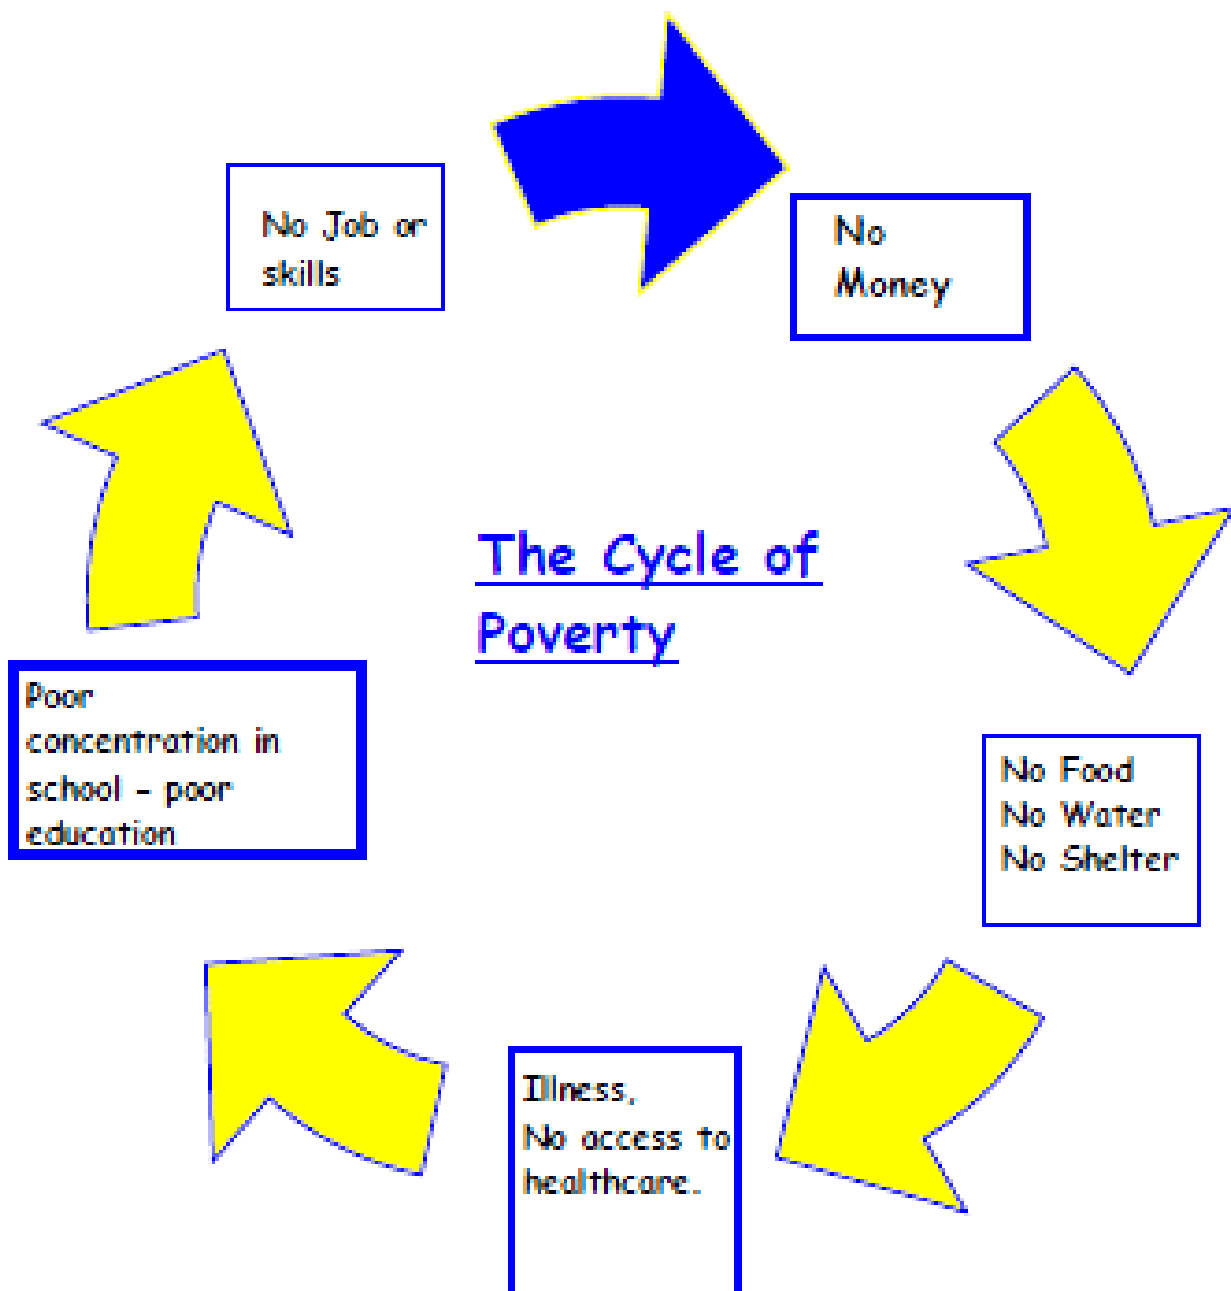 No Job or
skills
No
Money
The Cycle of
Poverty
Poor
concentration in
school - poor
education
No Food
No Water
No Shelter
Illness,
No access to
healthcare.